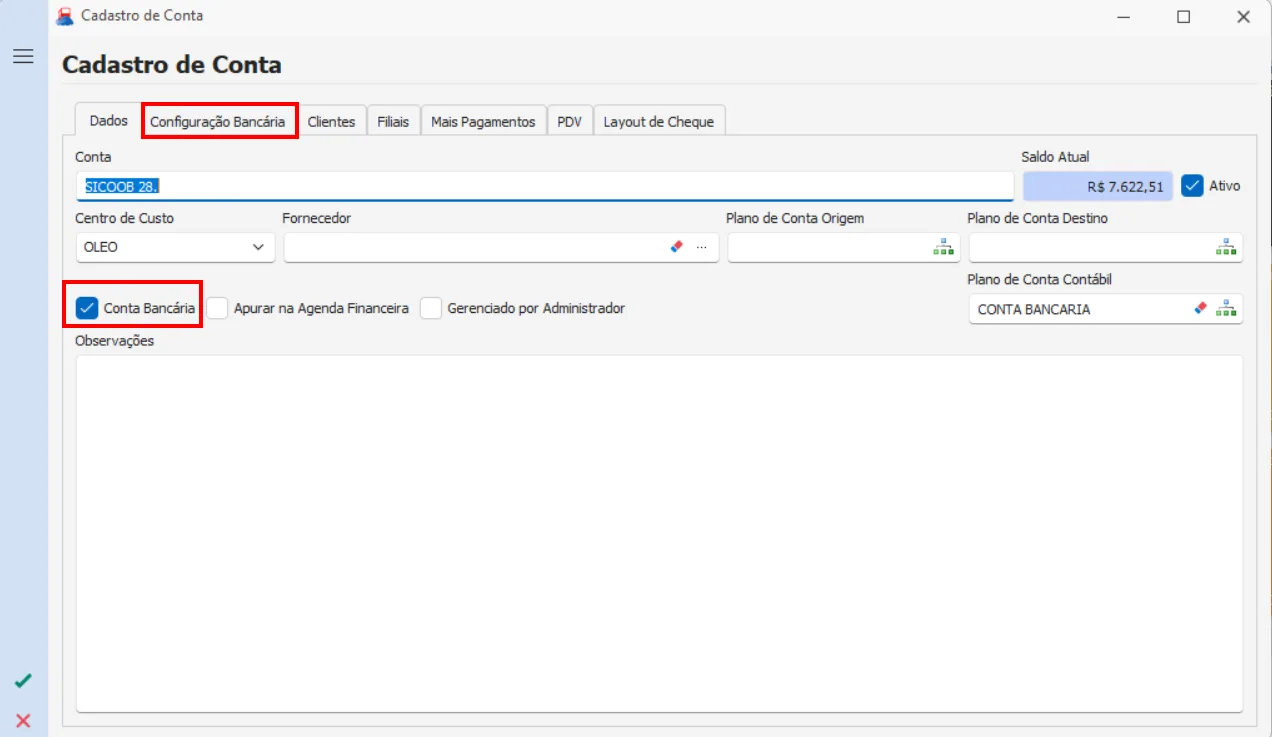 Cadastro de Conta
Cadastro de Conta
Dados Configuração Bancária Clientes Filiais Mais Pagamentos PDV Layout de Cheque
Conta Saldo Atual
SICOOB 28. R$ 7.622,51 Ativo
Centro de Custo Fornecedor Plano de Conta Origem Plano de Conta Destino
OLEO ...
Plano de Conta Contábil
Conta Bancária Apurar na Agenda Financeira Gerenciado por Administrador CONTA BANCARIA
Observações